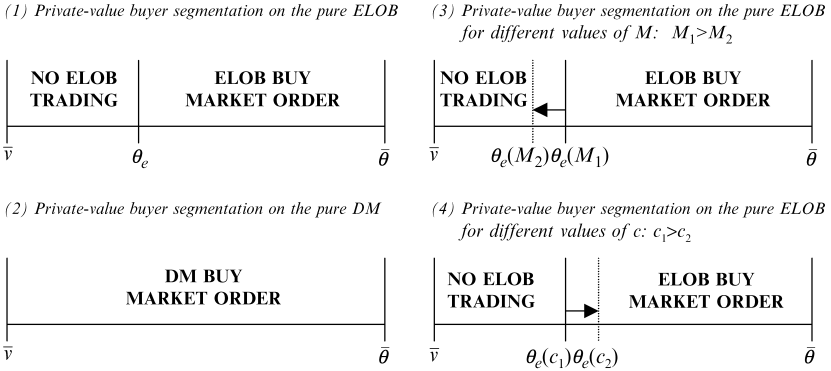 (1) Private-value buyer segmentation on the pure ELOB
NO ELOB
TRADING
ELOB BUY
MARKET ORDER
v̅
θₑ
θ̅
(2) Private-value buyer segmentation on the pure DM
DM BUY
MARKET ORDER
v̅
θ̅
(3) Private-value buyer segmentation on the pure ELOB
for different values of M: M₁>M₂
NO ELOB
TRADING
ELOB BUY
MARKET ORDER
v̅
θₑ(M₂)θₑ(M₁)
θ̅
(4) Private-value buyer segmentation on the pure ELOB
for different values of c: c₁>c₂
NO ELOB
TRADING
ELOB BUY
MARKET ORDER
v̅
θₑ(c₁)θₑ(c₂)
θ̅